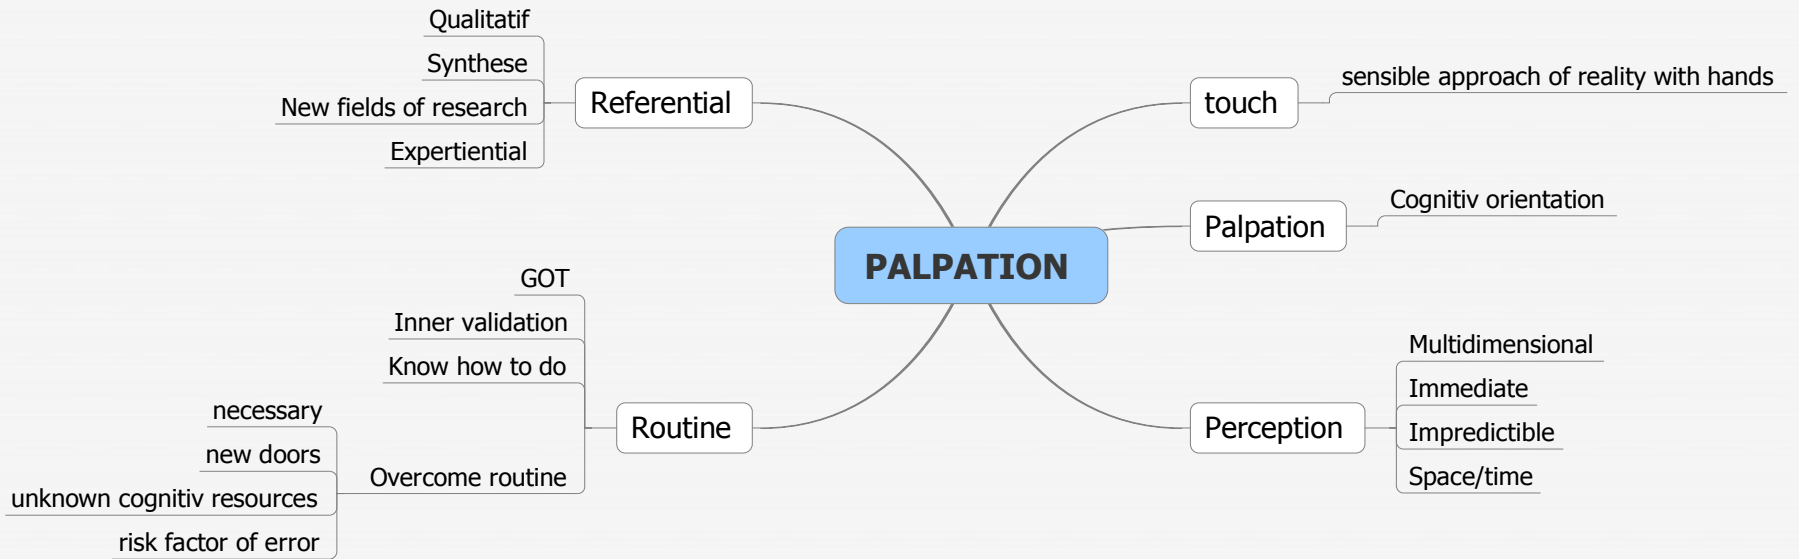 PALPATION
touch
sensible approach of reality with hands
Palpation
Cognitiv orientation
Perception
Multidimensional
Immediate
Impredictible
Space/time
Referential
Qualitatif
Synthese
New fields of research
Expertiential
Routine
GOT
Inner validation
Know how to do
Overcome routine
necessary
new doors
unknown cognitiv resources
risk factor of error